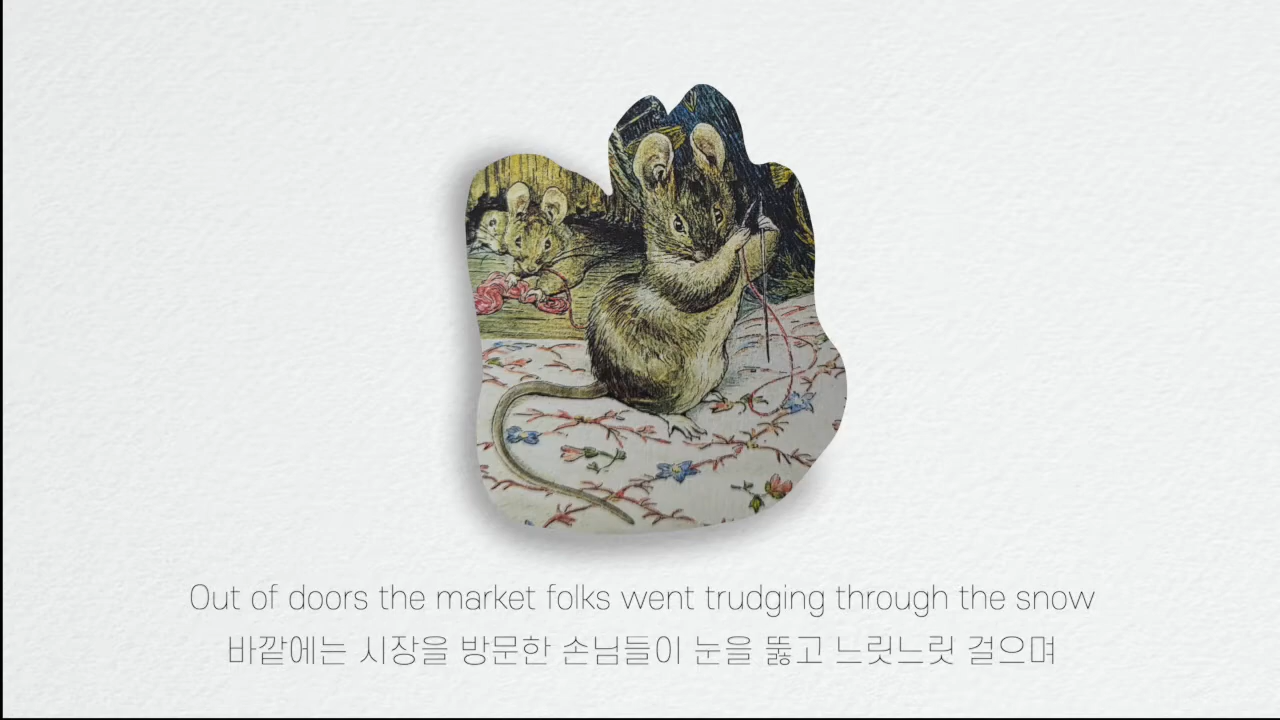 Out of doors the market folks went trudging through the snow
바깥에는 시장을 방문한 손님들이 눈을 뚫고 느릿느릿 걸으며